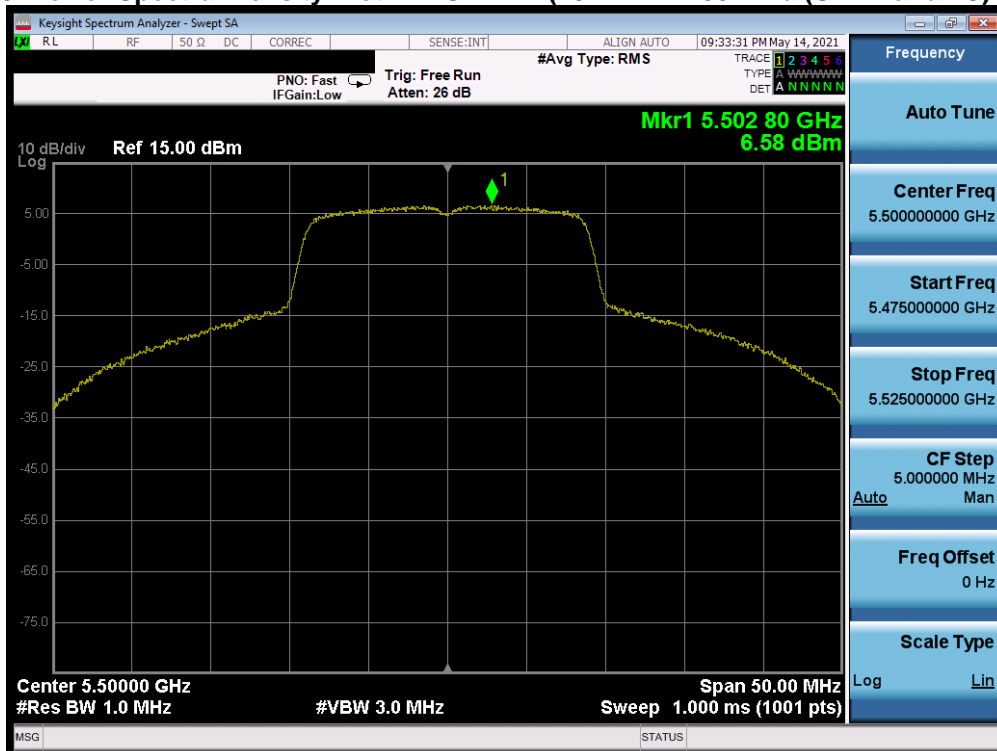 Keysight Spectrum Analyzer - Swept SA
LXI RL RF 50 Ω DC CORREC SENSE:INT ALIGN AUTO 09:33:31 PM May 14, 2021
#Avg Type: RMS TRACE 1 2 3 4 5 6
PNO: Fast Trig: Free Run TYPE A WWWWW
IFGain:Low Atten: 26 dB DET A N N N N N
Mkr1 5.502 80 GHz
6.58 dBm
10 dB/div Ref 15.00 dBm
Log
1
5.00
-5.00
-15.0
-25.0
-35.0
-45.0
-55.0
-65.0
-75.0
Center 5.50000 GHz Span 50.00 MHz
#Res BW 1.0 MHz #VBW 3.0 MHz Sweep 1.000 ms (1001 pts)
MSG STATUS
Frequency
Auto Tune
Center Freq
5.500000000 GHz
Start Freq
5.475000000 GHz
Stop Freq
5.525000000 GHz
CF Step
5.000000 MHz
Auto Man
Freq Offset
0 Hz
Scale Type
Log Lin